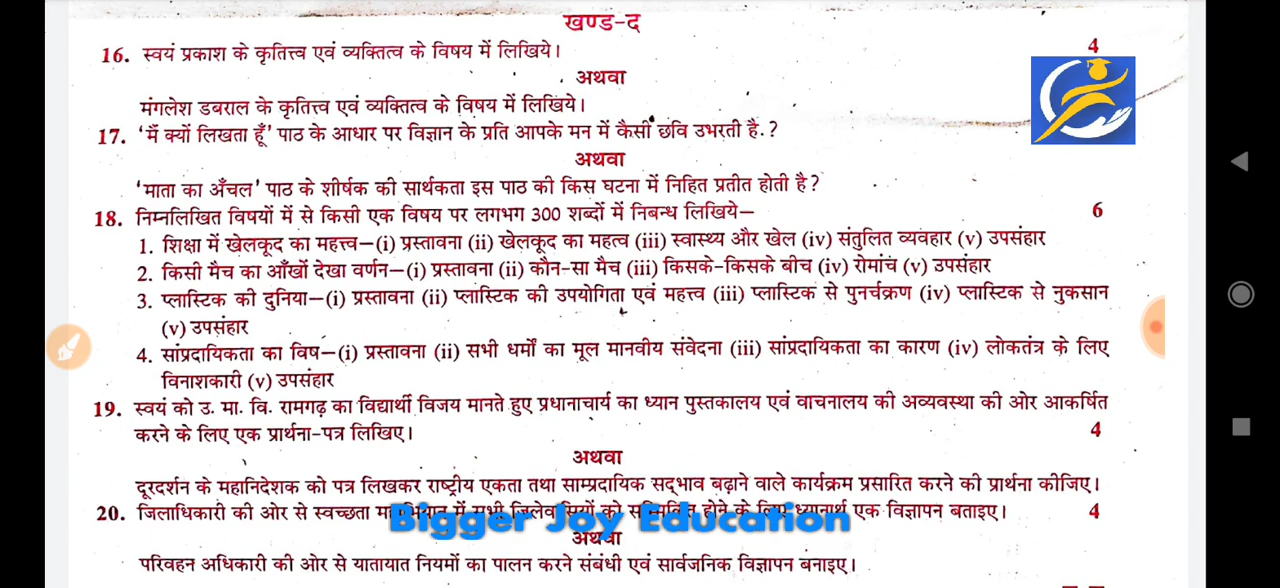 खण्ड-द
16. स्वयं प्रकाश के कृतित्त्व एवं व्यक्तित्व के विषय में लिखिये। 4
अथवा
मंगलेश डबराल के कृतित्त्व एवं व्यक्तित्व के विषय में लिखिये।
17. 'मैं क्यों लिखता हूँ' पाठ के आधार पर विज्ञान के प्रति आपके मन में कैसी छवि उभरती है.?
अथवा
'माता का अँचल' पाठ के शीर्षक की सार्थकता इस पाठ की किस घटना में निहित प्रतीत होती है?
18. निम्नलिखित विषयों में से किसी एक विषय पर लगभग 300 शब्दों में निबन्ध लिखिये– 6
1. शिक्षा में खेलकूद का महत्त्व–(i) प्रस्तावना (ii) खेलकूद का महत्व (iii) स्वास्थ्य और खेल (iv) संतुलित व्यवहार (v) उपसंहार
2. किसी मैच का आँखों देखा वर्णन–(i) प्रस्तावना (ii) कौन-सा मैच (iii) किसके-किसके बीच (iv) रोमांच (v) उपसंहार
3. प्लास्टिक की दुनिया–(i) प्रस्तावना (ii) प्लास्टिक की उपयोगिता एवं महत्त्व (iii) प्लास्टिक से पुनर्चक्रण (iv) प्लास्टिक से नुकसान
(v) उपसंहार
4. सांप्रदायिकता का विष–(i) प्रस्तावना (ii) सभी धर्मों का मूल मानवीय संवेदना (iii) सांप्रदायिकता का कारण (iv) लोकतंत्र के लिए
विनाशकारी (v) उपसंहार
19. स्वयं को उ. मा. वि. रामगढ़ का विद्यार्थी विजय मानते हुए प्रधानाचार्य का ध्यान पुस्तकालय एवं वाचनालय की अव्यवस्था की ओर आकर्षित
करने के लिए एक प्रार्थना-पत्र लिखिए। 4
अथवा
दूरदर्शन के महानिदेशक को पत्र लिखकर राष्ट्रीय एकता तथा साम्प्रदायिक सद्‌भाव बढ़ाने वाले कार्यक्रम प्रसारित करने की प्रार्थना कीजिए।
20. जिलाधिकारी की ओर से स्वच्छता में सभी को होने के लिए ध्यानार्थ एक विज्ञापन बताइए। 4
Bigger Joy Education
अथवा
परिवहन अधिकारी की ओर से यातायात नियमों का पालन करने संबंधी एवं सार्वजनिक विज्ञापन बनाइए।